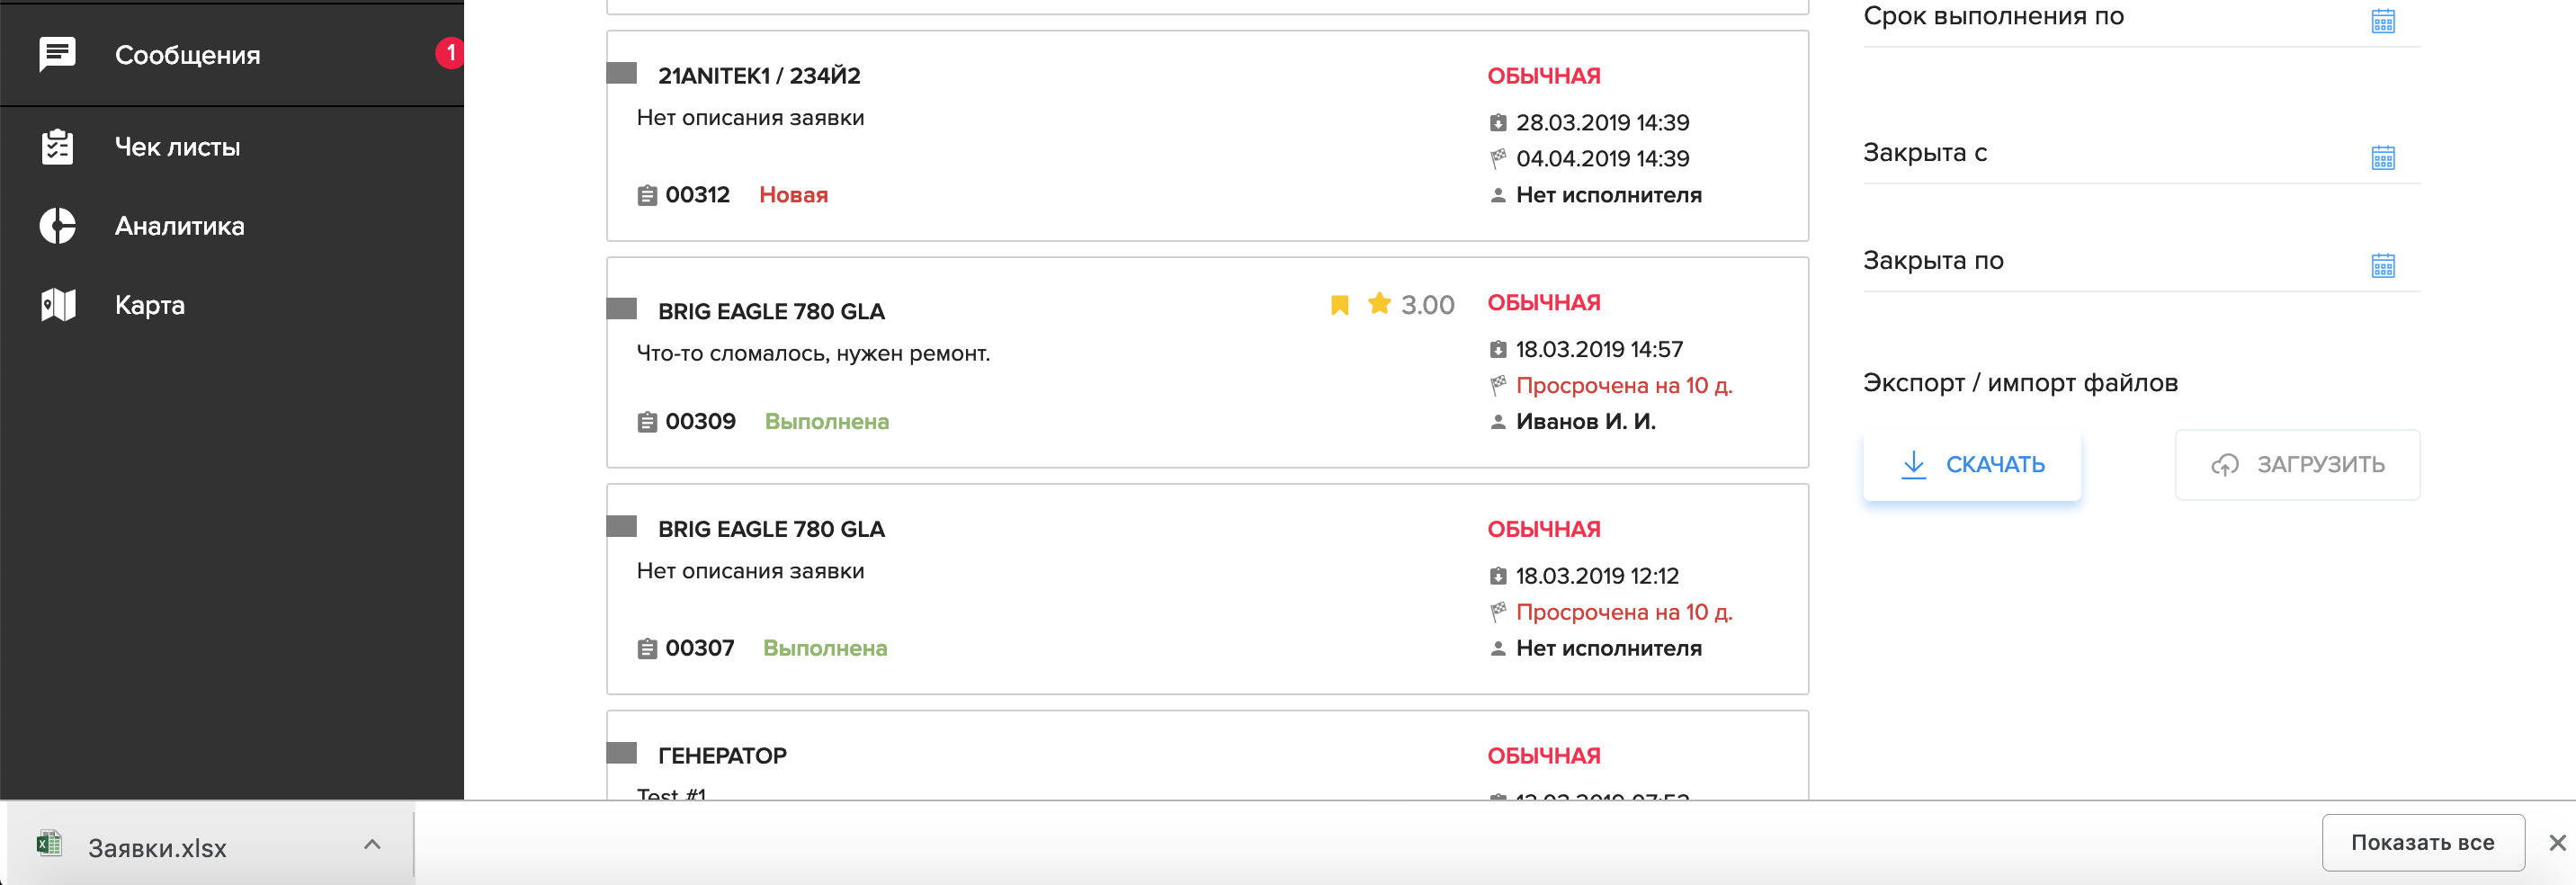 Сообщения
1
Чек листы
Аналитика
Карта
21ANITEK1 / 234Й2
Нет описания заявки
00312 Новая
ОБЫЧНАЯ
28.03.2019 14:39
04.04.2019 14:39
Нет исполнителя
BRIG EAGLE 780 GLA
3.00
Что-то сломалось, нужен ремонт.
00309 Выполнена
ОБЫЧНАЯ
18.03.2019 14:57
Просрочена на 10 д.
Иванов И. И.
BRIG EAGLE 780 GLA
Нет описания заявки
00307 Выполнена
ОБЫЧНАЯ
18.03.2019 12:12
Просрочена на 10 д.
Нет исполнителя
ГЕНЕРАТОР
Test #1
ОБЫЧНАЯ
Срок выполнения по
Закрыта с
Закрыта по
Экспорт / импорт файлов
СКАЧАТЬ
ЗАГРУЗИТЬ
Заявки.xlsx
Показать все